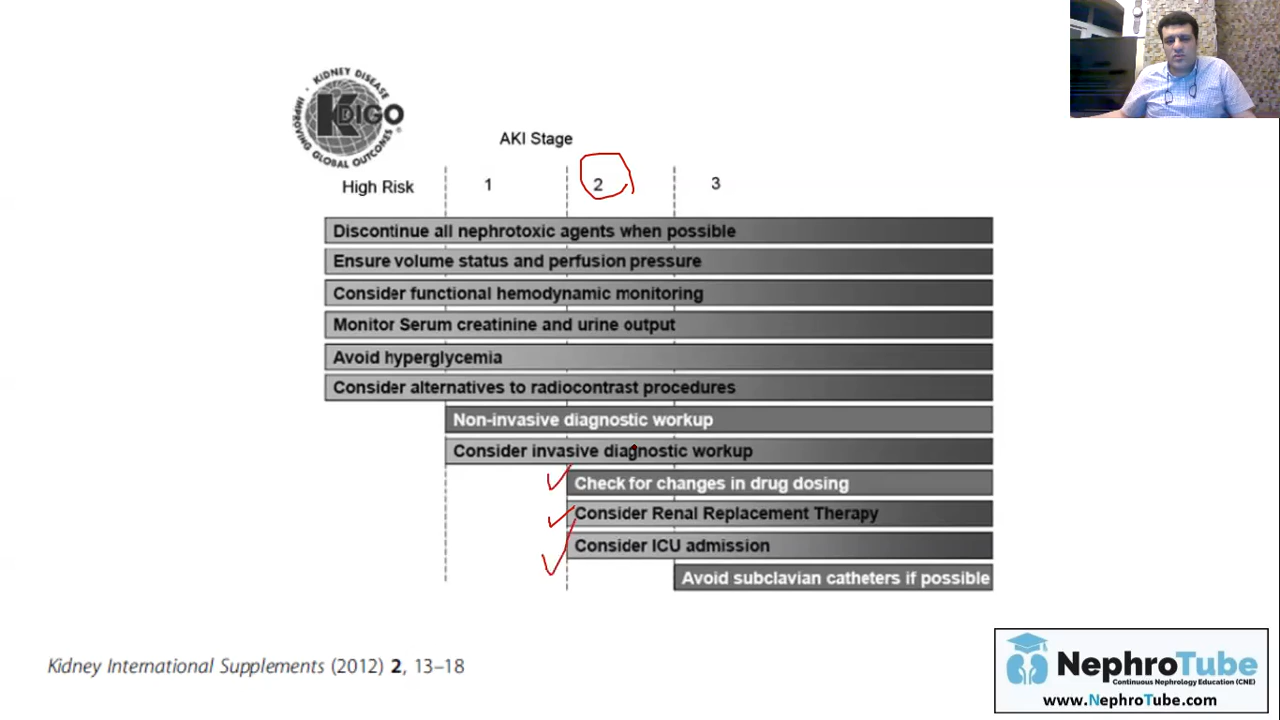 KIDNEY DISEASE
IMPROVING GLOBAL OUTCOMES
KDIGO
®
AKI Stage
High Risk 1 2 3
Discontinue all nephrotoxic agents when possible
Ensure volume status and perfusion pressure
Consider functional hemodynamic monitoring
Monitor Serum creatinine and urine output
Avoid hyperglycemia
Consider alternatives to radiocontrast procedures
Non-invasive diagnostic workup
Consider invasive diagnostic workup
Check for changes in drug dosing
Consider Renal Replacement Therapy
Consider ICU admission
Avoid subclavian catheters if possible
Kidney International Supplements (2012) 2, 13–18
NephroTube
Continuous Nephrology Education (CNE)
www.NephroTube.com